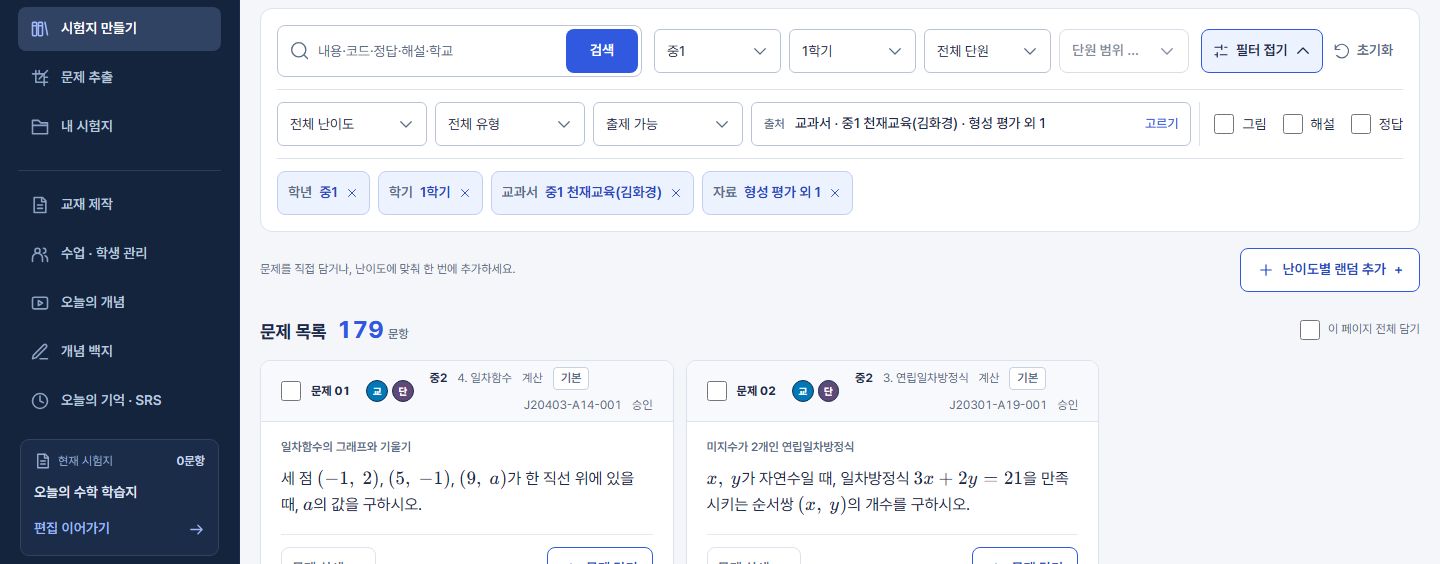 시험지 만들기
문제 추출
내 시험지
교재 제작
수업 · 학생 관리
오늘의 개념
개념 백지
오늘의 기억 · SRS
현재 시험지 0문항
오늘의 수학 학습지
편집 이어가기 →
내용·코드·정답·해설·학교 검색 중1 1학기 전체 단원 단원 범위 ... 필터 접기 초기화
전체 난이도 전체 유형 출제 가능 출처 교과서 · 중1 천재교육(김화경) · 형성 평가 외 1 고르기 그림 해설 정답
학년 중1 × 학기 1학기 × 교과서 중1 천재교육(김화경) × 자료 형성 평가 외 1 ×
문제를 직접 담거나, 난이도에 맞춰 한 번에 추가하세요.
+ 난이도별 랜덤 추가 +
문제 목록 179 문항
이 페이지 전체 담기
문제 01 교 단 중2 4. 일차함수 계산 기본
J20403-A14-001 승인
일차함수의 그래프와 기울기
세 점 (−1, 2), (5, −1), (9, a)가 한 직선 위에 있을
때, a의 값을 구하시오.
문제 02 교 단 중2 3. 연립일차방정식 계산 기본
J20301-A19-001 승인
미지수가 2개인 연립일차방정식
x, y가 자연수일 때, 일차방정식 3x + 2y = 21을 만족
시키는 순서쌍 (x, y)의 개수를 구하시오.